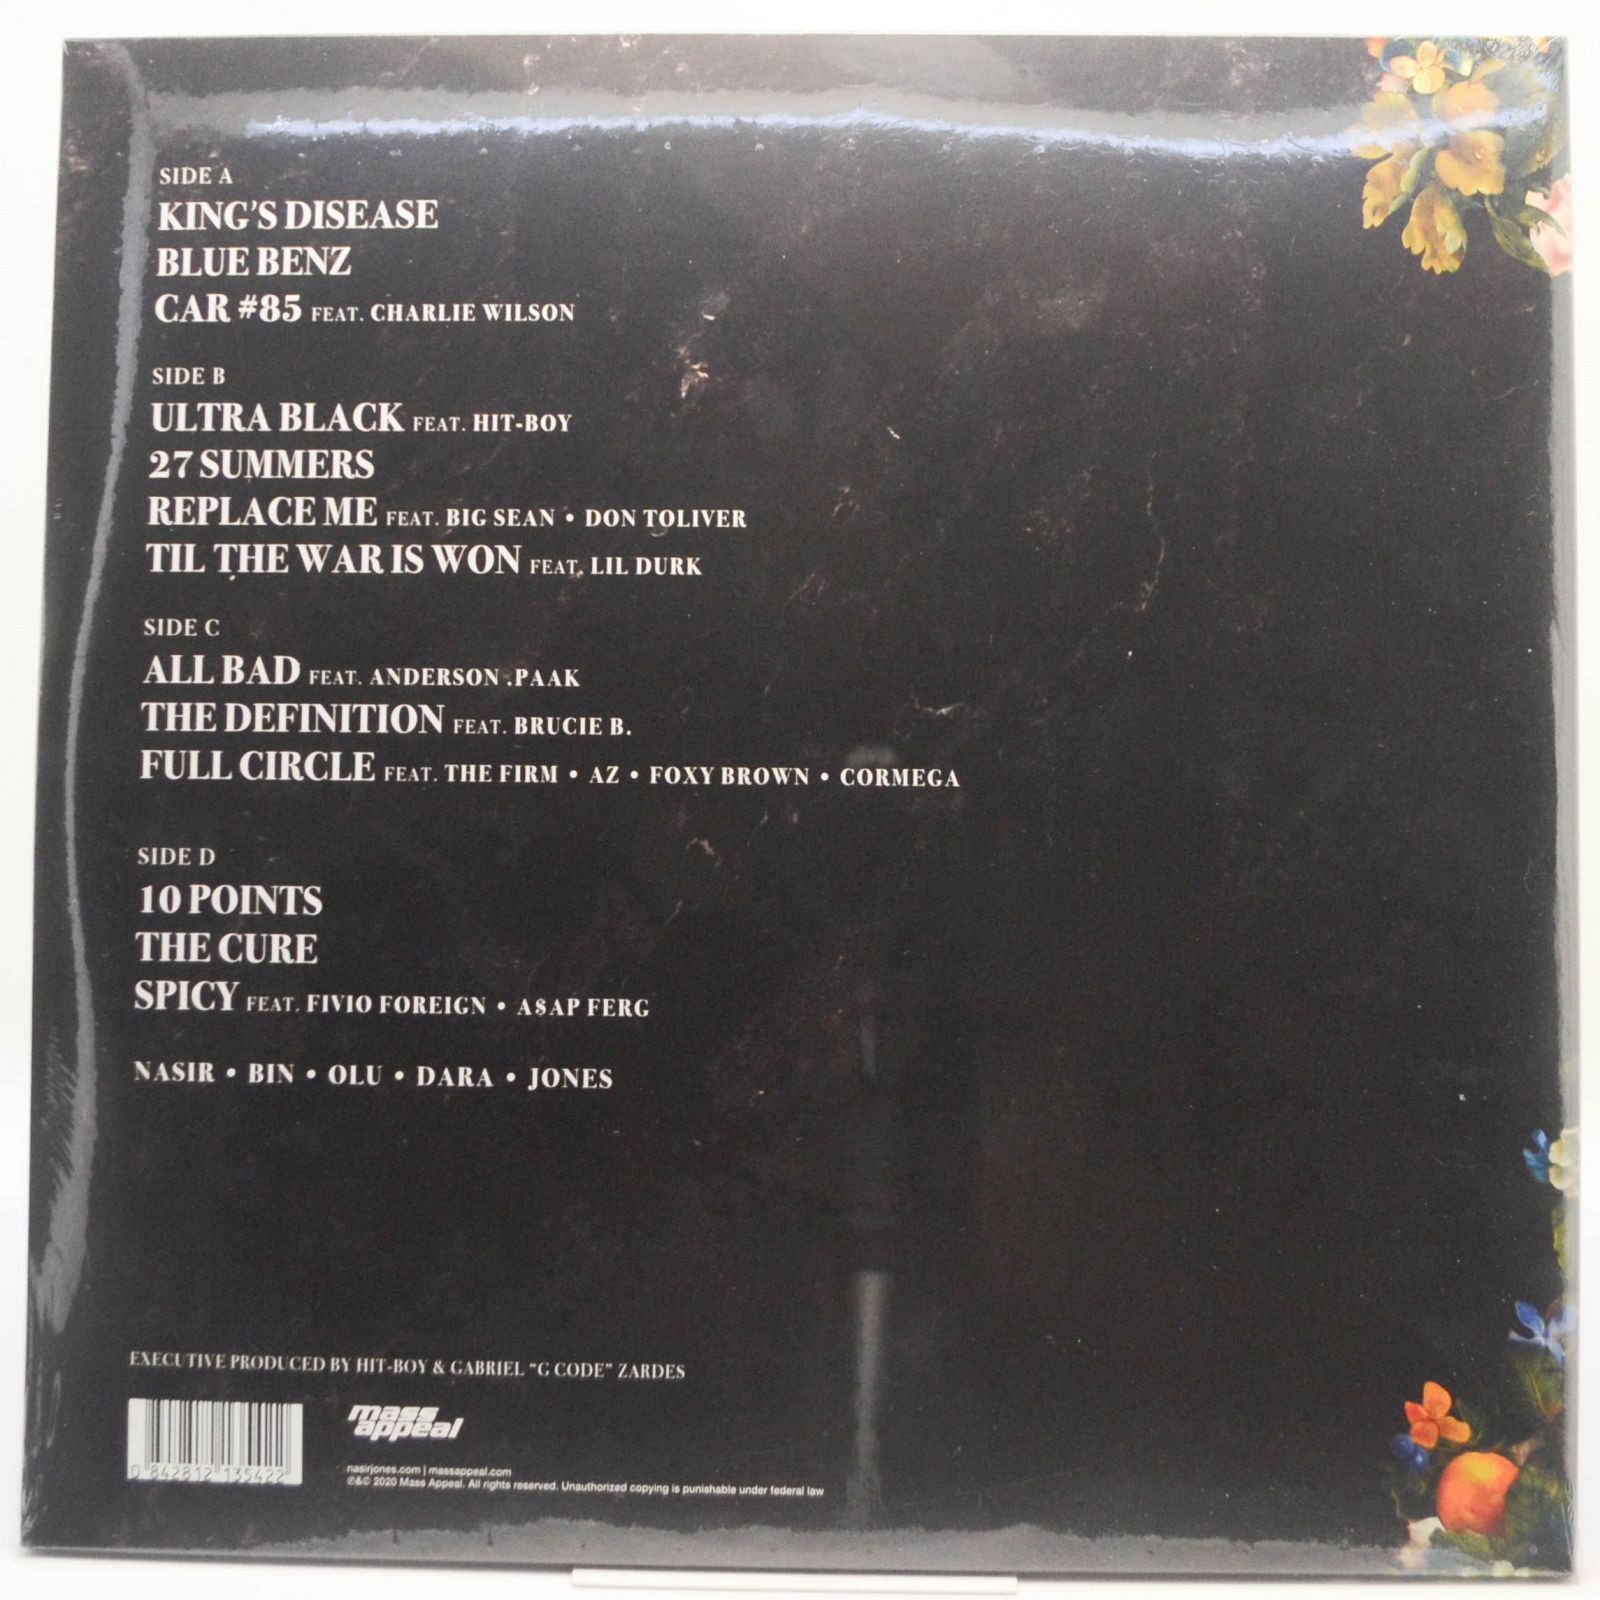 SIDE A
KING'S DISEASE
BLUE BENZ
CAR #85 FEAT. CHARLIE WILSON
SIDE B
ULTRA BLACK FEAT. HIT-BOY
27 SUMMERS
REPLACE ME FEAT. BIG SEAN • DON TOLIVER
TIL THE WAR IS WON FEAT. LIL DURK
SIDE C
ALL BAD FEAT. ANDERSON .PAAK
THE DEFINITION FEAT. BRUCIE B.
FULL CIRCLE FEAT. THE FIRM • AZ • FOXY BROWN • CORMEGA
SIDE D
10 POINTS
THE CURE
SPICY FEAT. FIVIO FOREIGN • A$AP FERG
NASIR • BIN • OLU • DARA • JONES
EXECUTIVE PRODUCED BY HIT-BOY & GABRIEL "G CODE" ZARDES
mass
appeal
0 842812 135422
nasirjones.com | massappeal.com
℗&© 2020 Mass Appeal. All rights reserved. Unauthorized copying is punishable under federal law